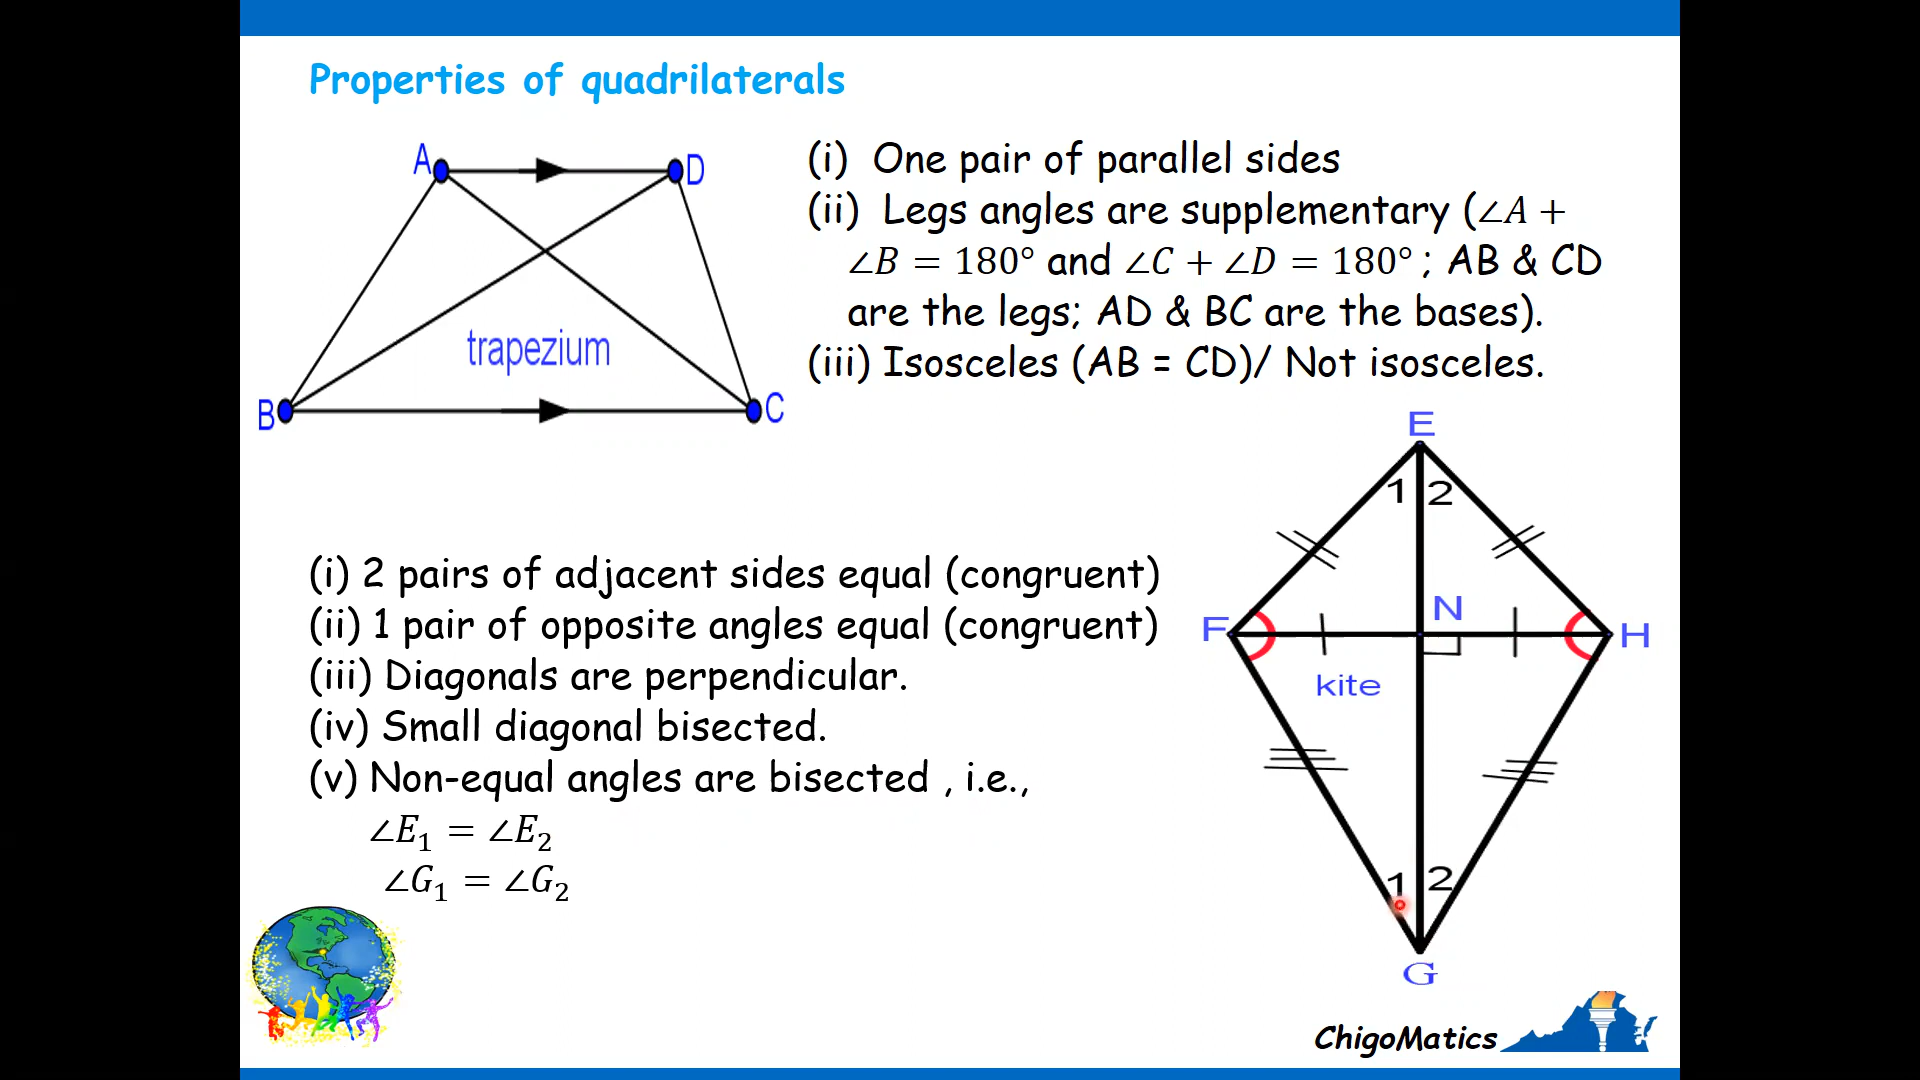 Properties of quadrilaterals
A
D
B
C
trapezium
(i) One pair of parallel sides
(ii) Legs angles are supplementary (∠A +
∠B = 180° and ∠C + ∠D = 180° ; AB & CD
are the legs; AD & BC are the bases).
(iii) Isosceles (AB = CD)/ Not isosceles.
(i) 2 pairs of adjacent sides equal (congruent)
(ii) 1 pair of opposite angles equal (congruent)
(iii) Diagonals are perpendicular.
(iv) Small diagonal bisected.
(v) Non-equal angles are bisected , i.e.,
∠E₁ = ∠E₂
∠G₁ = ∠G₂
E
1 2
N
F
H
kite
1 2
G
ChigoMatics